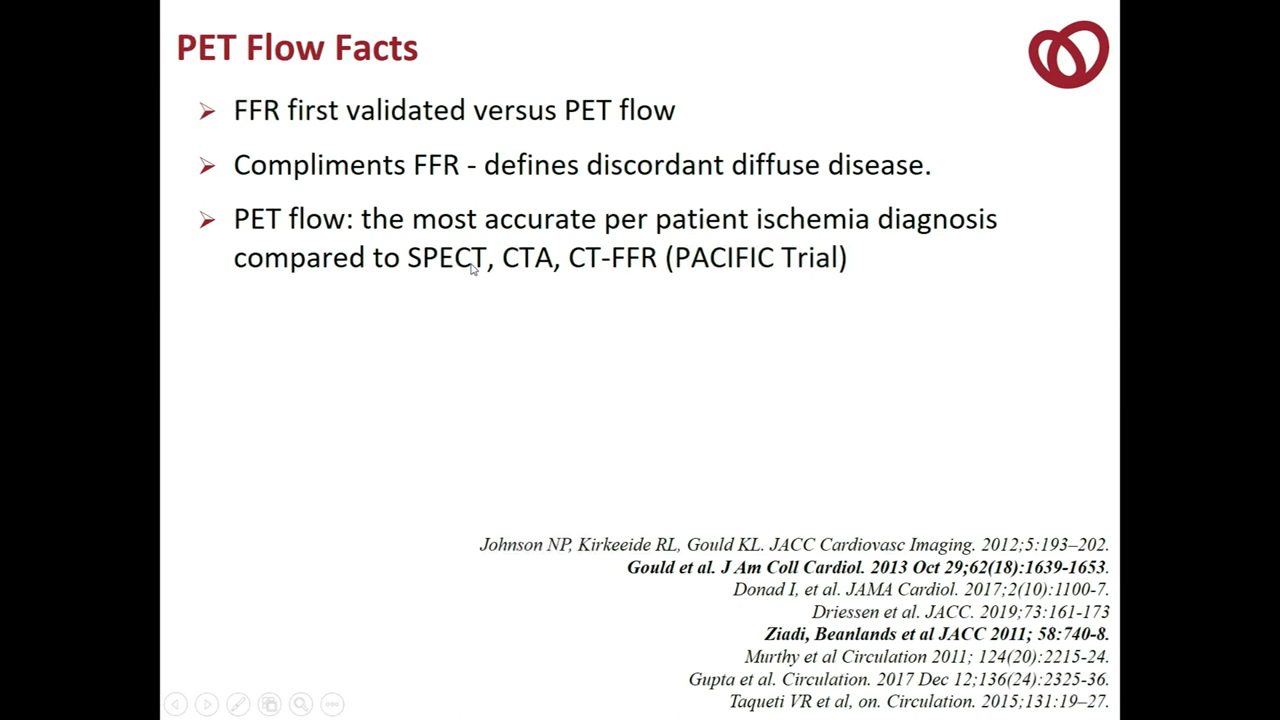 PET Flow Facts
FFR first validated versus PET flow
Compliments FFR - defines discordant diffuse disease.
PET flow: the most accurate per patient ischemia diagnosis
compared to SPECT, CTA, CT-FFR (PACIFIC Trial)
Johnson NP, Kirkeeide RL, Gould KL. JACC Cardiovasc Imaging. 2012;5:193–202.
Gould et al. J Am Coll Cardiol. 2013 Oct 29;62(18):1639-1653.
Donad I, et al. JAMA Cardiol. 2017;2(10):1100-7.
Driessen et al. JACC. 2019;73:161-173
Ziadi, Beanlands et al JACC 2011; 58:740-8.
Murthy et al Circulation 2011; 124(20):2215-24.
Gupta et al. Circulation. 2017 Dec 12;136(24):2325-36.
Taqueti VR et al, on. Circulation. 2015;131:19–27.